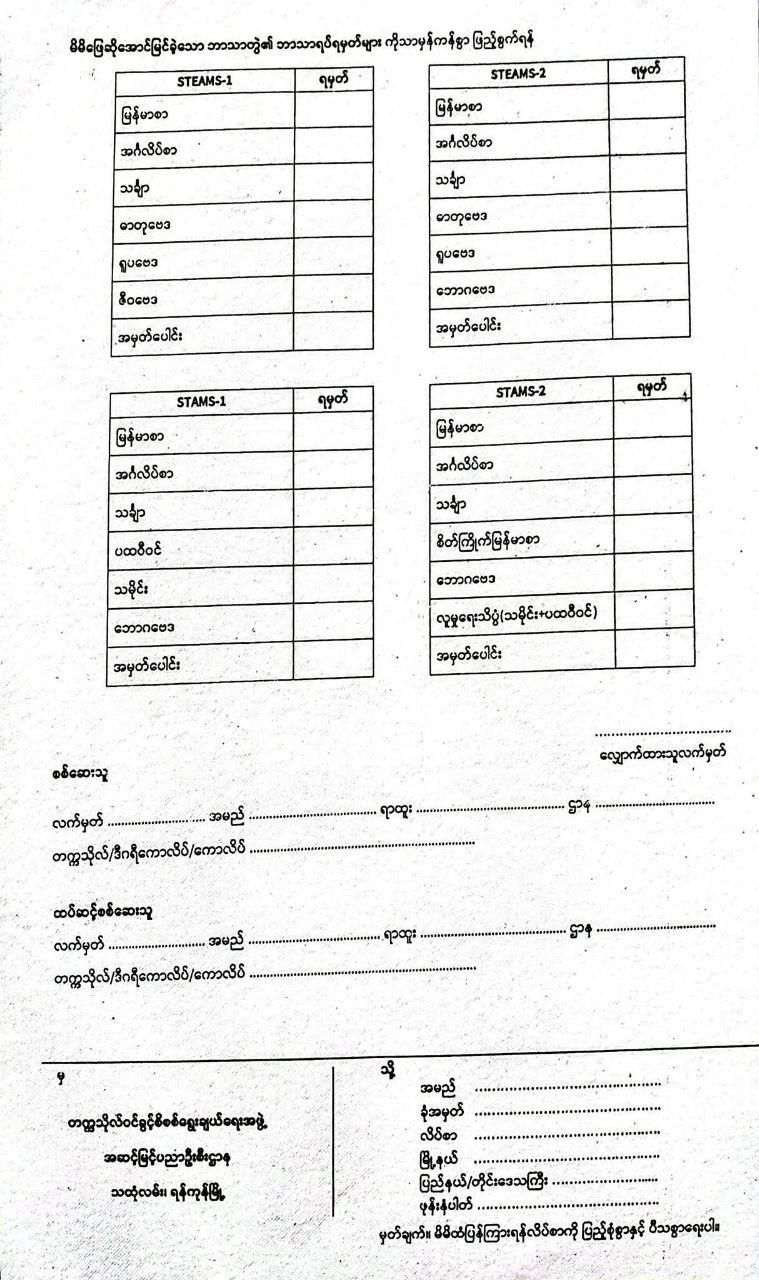 မိမိဖြေဆိုအောင်မြင်ခဲ့သော ဘာသာတွဲ၏ ဘာသာရပ်ရမှတ်များ ကိုသာမှန်ကန်စွာ ဖြည့်စွက်ရန်
STEAMS-1 ရမှတ်
မြန်မာစာ
အင်္ဂလိပ်စာ
သင်္ချာ
ဓာတုဗေဒ
ရူပဗေဒ
ဇီဝဗေဒ
အမှတ်ပေါင်း
STEAMS-2 ရမှတ်
မြန်မာစာ
အင်္ဂလိပ်စာ
သင်္ချာ
ဓာတုဗေဒ
ရူပဗေဒ
ဘောဂဗေဒ
အမှတ်ပေါင်း
STAMS-1 ရမှတ်
မြန်မာစာ
အင်္ဂလိပ်စာ
သင်္ချာ
ပထဝီဝင်
သမိုင်း
ဘောဂဗေဒ
အမှတ်ပေါင်း
STAMS-2 ရမှတ်
မြန်မာစာ
အင်္ဂလိပ်စာ
သင်္ချာ
စိတ်ကြိုက်မြန်မာစာ
ဘောဂဗေဒ
လူမှုရေးသိပ္ပံ(သမိုင်း+ပထဝီဝင်)
အမှတ်ပေါင်း
................................
လျှောက်ထားသူလက်မှတ်
စစ်ဆေးသူ
လက်မှတ် ........................ အမည် ................................ ရာထူး .................................... ဌာန ..............................
တက္ကသိုလ်/ဒီဂရီကောလိပ်/ကောလိပ် ........................................................
ထပ်ဆင့်စစ်ဆေးသူ
လက်မှတ် ........................ အမည် ................................ ရာထူး .................................... ဌာန ..............................
တက္ကသိုလ်/ဒီဂရီကောလိပ်/ကောလိပ် ........................................................
မှ
တက္ကသိုလ်ဝင်ခွင့်စိစစ်ရွေးချယ်ရေးအဖွဲ့
အဆင့်မြင့်ပညာဦးစီးဌာန
သထုံလမ်း၊ ရန်ကုန်မြို့
သို့
အမည် ..............................................
ခုံအမှတ် ..............................................
လိပ်စာ ..............................................
မြို့နယ် ..............................................
ပြည်နယ်/တိုင်းဒေသကြီး ..........................
ဖုန်းနံပါတ် ..............................................
မှတ်ချက်။ မိမိထံပြန်ကြားရန်လိပ်စာကို ပြည့်စုံစွာနှင့် ပီသစွာရေးပါ။